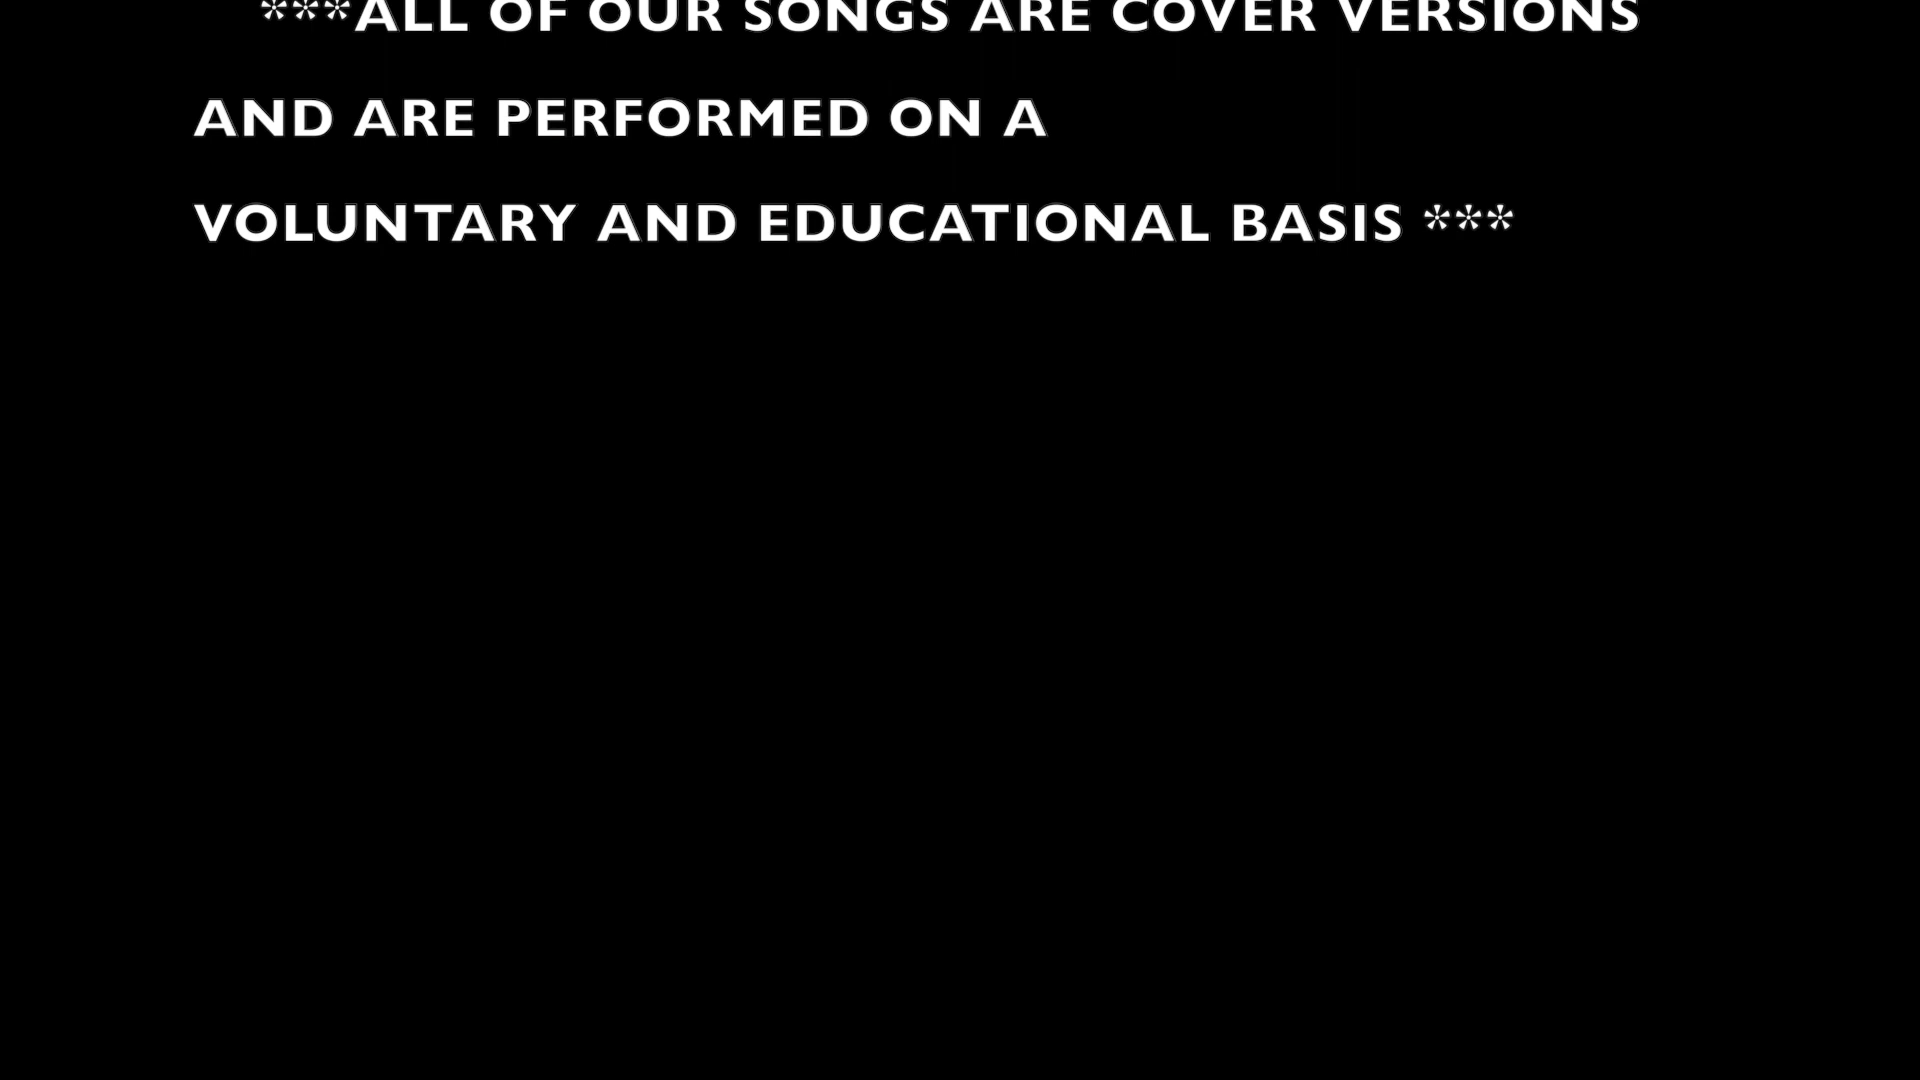 ***ALL OF OUR SONGS ARE COVER VERSIONS
AND ARE PERFORMED ON A
VOLUNTARY AND EDUCATIONAL BASIS ***